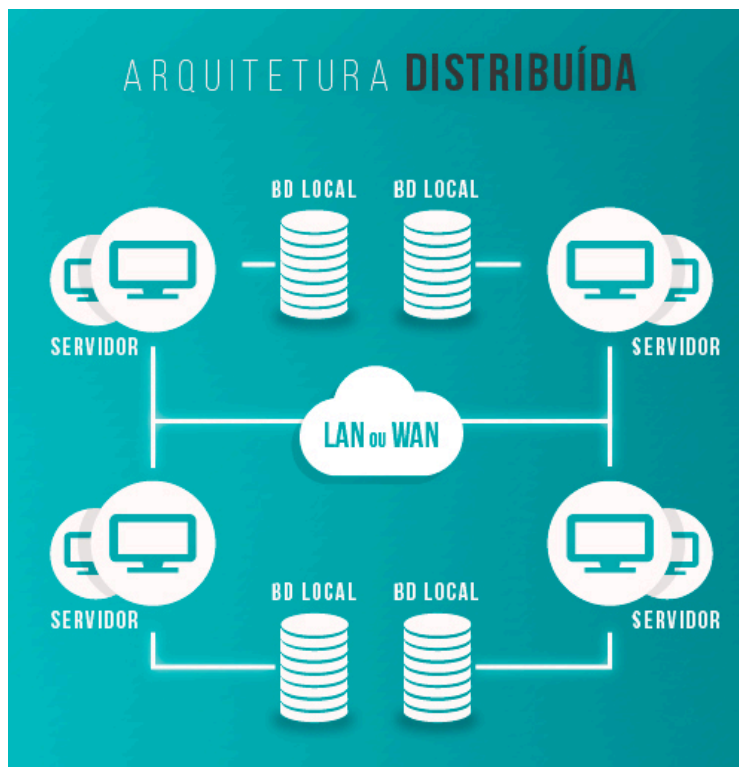 ARQUITETURA DISTRIBUÍDA
BD LOCAL BD LOCAL
SERVIDOR SERVIDOR
LAN OU WAN
BD LOCAL BD LOCAL
SERVIDOR SERVIDOR